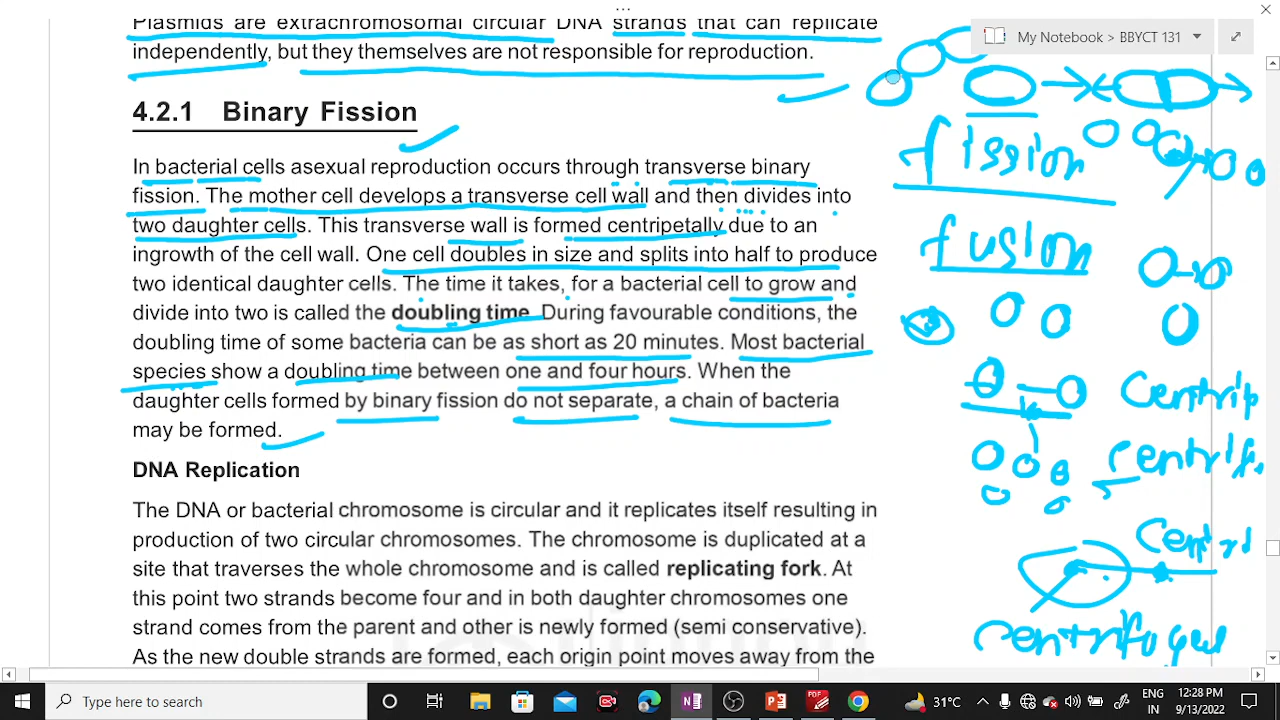 ...
My Notebook > BBYCT 131
Plasmids are extrachromosomal circular DNA strands that can replicate
independently, but they themselves are not responsible for reproduction.
4.2.1 Binary Fission
In bacterial cells asexual reproduction occurs through transverse binary
fission. The mother cell develops a transverse cell wall and then divides into
two daughter cells. This transverse wall is formed centripetally due to an
ingrowth of the cell wall. One cell doubles in size and splits into half to produce
two identical daughter cells. The time it takes, for a bacterial cell to grow and
divide into two is called the doubling time. During favourable conditions, the
doubling time of some bacteria can be as short as 20 minutes. Most bacterial
species show a doubling time between one and four hours. When the
daughter cells formed by binary fission do not separate, a chain of bacteria
may be formed.
DNA Replication
The DNA or bacterial chromosome is circular and it replicates itself resulting in
production of two circular chromosomes. The chromosome is duplicated at a
site that traverses the whole chromosome and is called replicating fork. At
this point two strands become four and in both daughter chromosomes one
strand comes from the parent and other is newly formed (semi conservative).
As the new double strands are formed, each origin point moves away from the
fission
fusion
Centrip
Centrif
Centri
Type here to search
31°C
ENG
IN
12:28 PM
9/13/2022